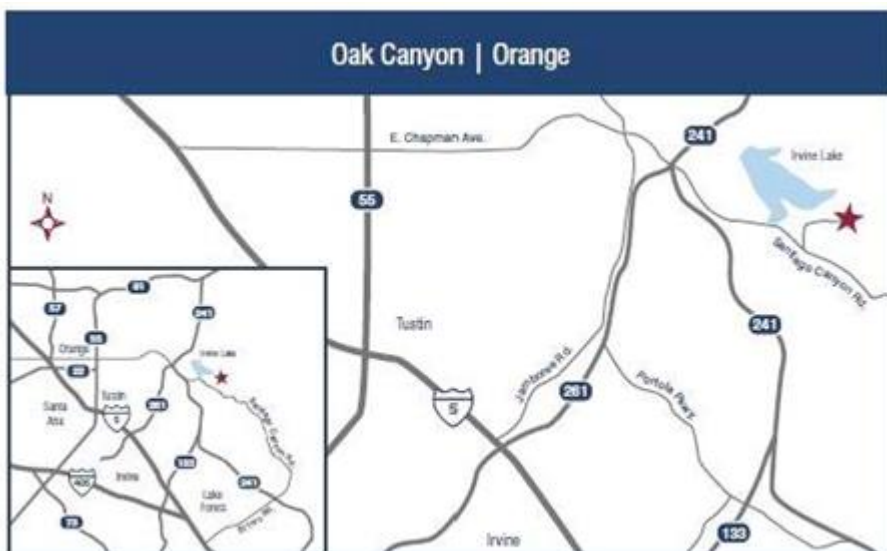 Oak Canyon | Orange
241
E. Chapman Ave.
Irvine Lake
55
N
Santiago Canyon Rd.
241
Tustin
Jamboree Rd.
261
Portola Pkwy.
5
133
Irvine
57
91
55
241
Orange
22
Irvine Lake
Tustin
Santa
Ana
261
5
Santiago Canyon Rd.
133
405
Irvine
241
Lake
Forest
73